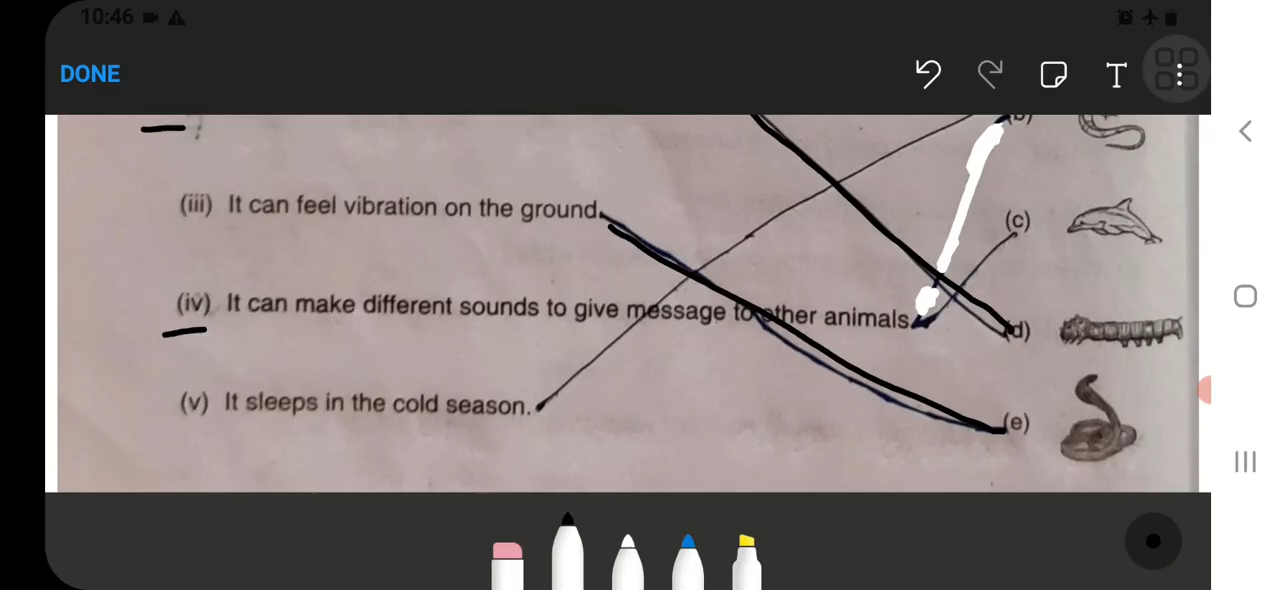 10:46
DONE
T
(b)
(iii) It can feel vibration on the ground.
(c)
(iv) It can make different sounds to give message to other animals.
(d)
(v) It sleeps in the cold season.
(e)